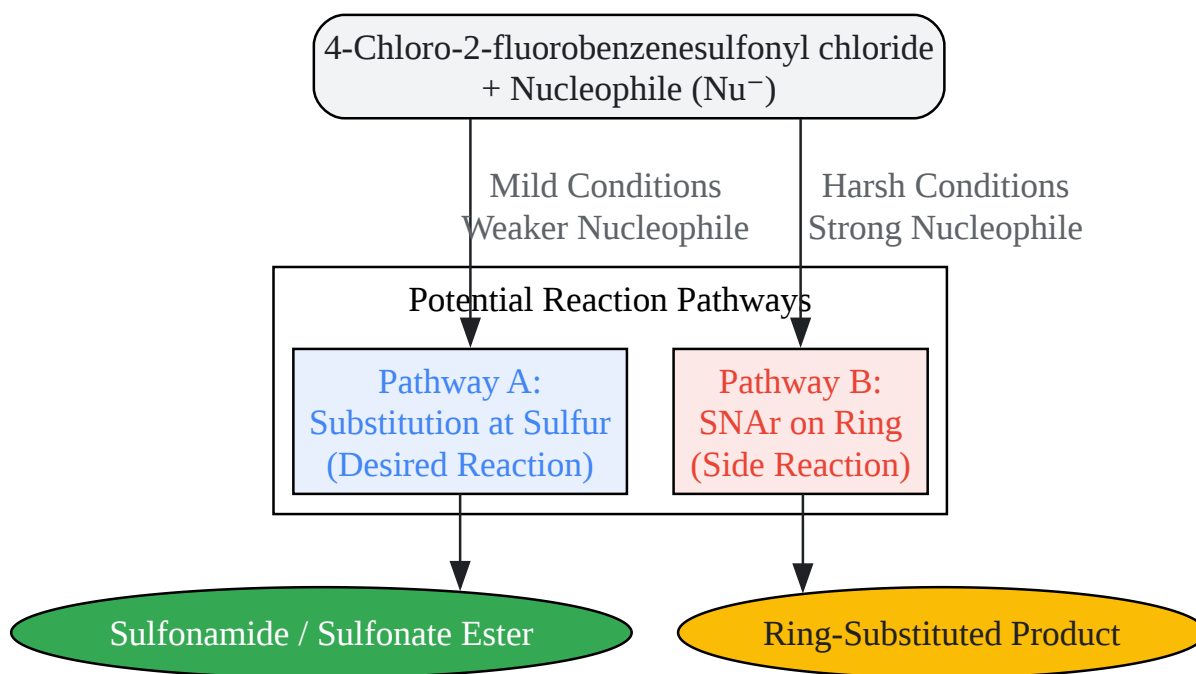 4-Chloro-2-fluorobenzenesulfonyl chloride
+ Nucleophile (Nu⁻)
Mild Conditions
Weaker Nucleophile
Harsh Conditions
Strong Nucleophile
Potential Reaction Pathways
Pathway A:
Substitution at Sulfur
(Desired Reaction)
Pathway B:
SNAr on Ring
(Side Reaction)
Sulfonamide / Sulfonate Ester
Ring-Substituted Product